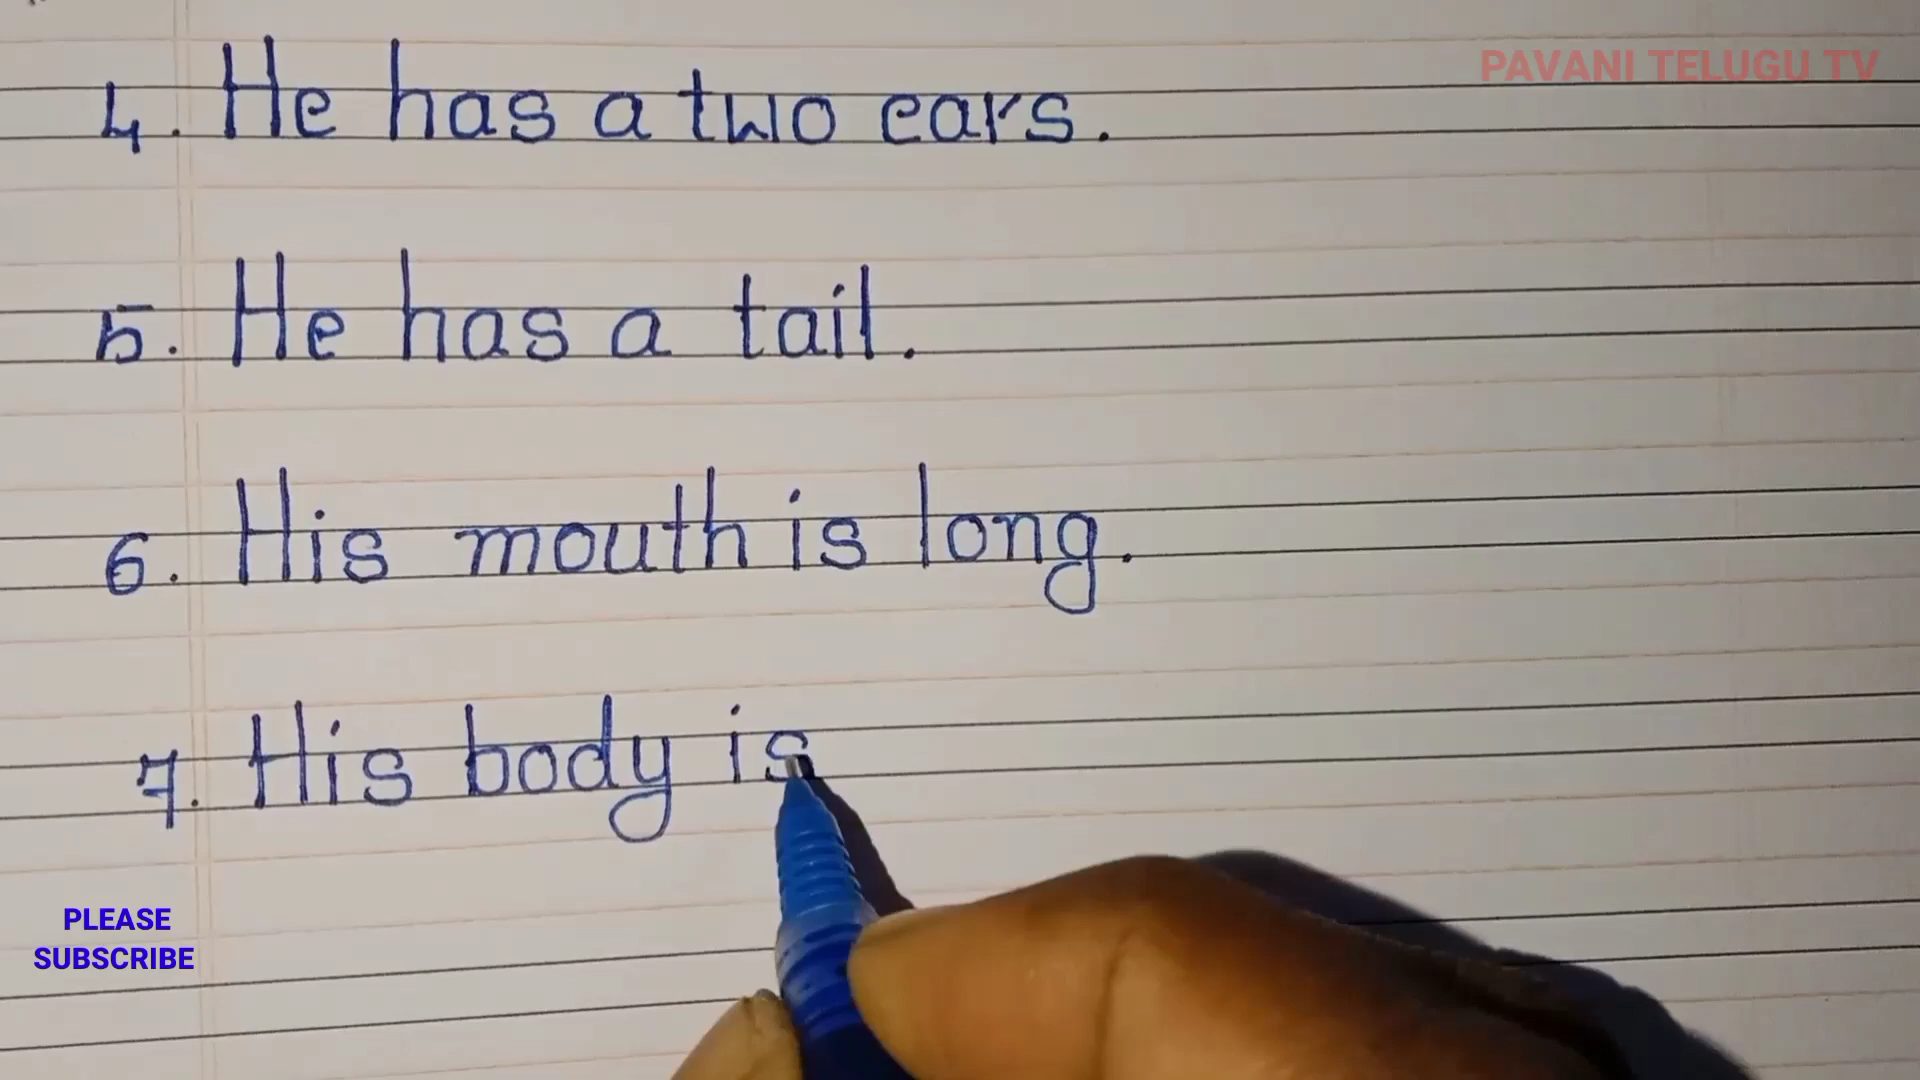 PAVANI TELUGU TV
4. He has a two ears.
5. He has a tail.
6. His mouth is long.
7. His body is
PLEASE
SUBSCRIBE